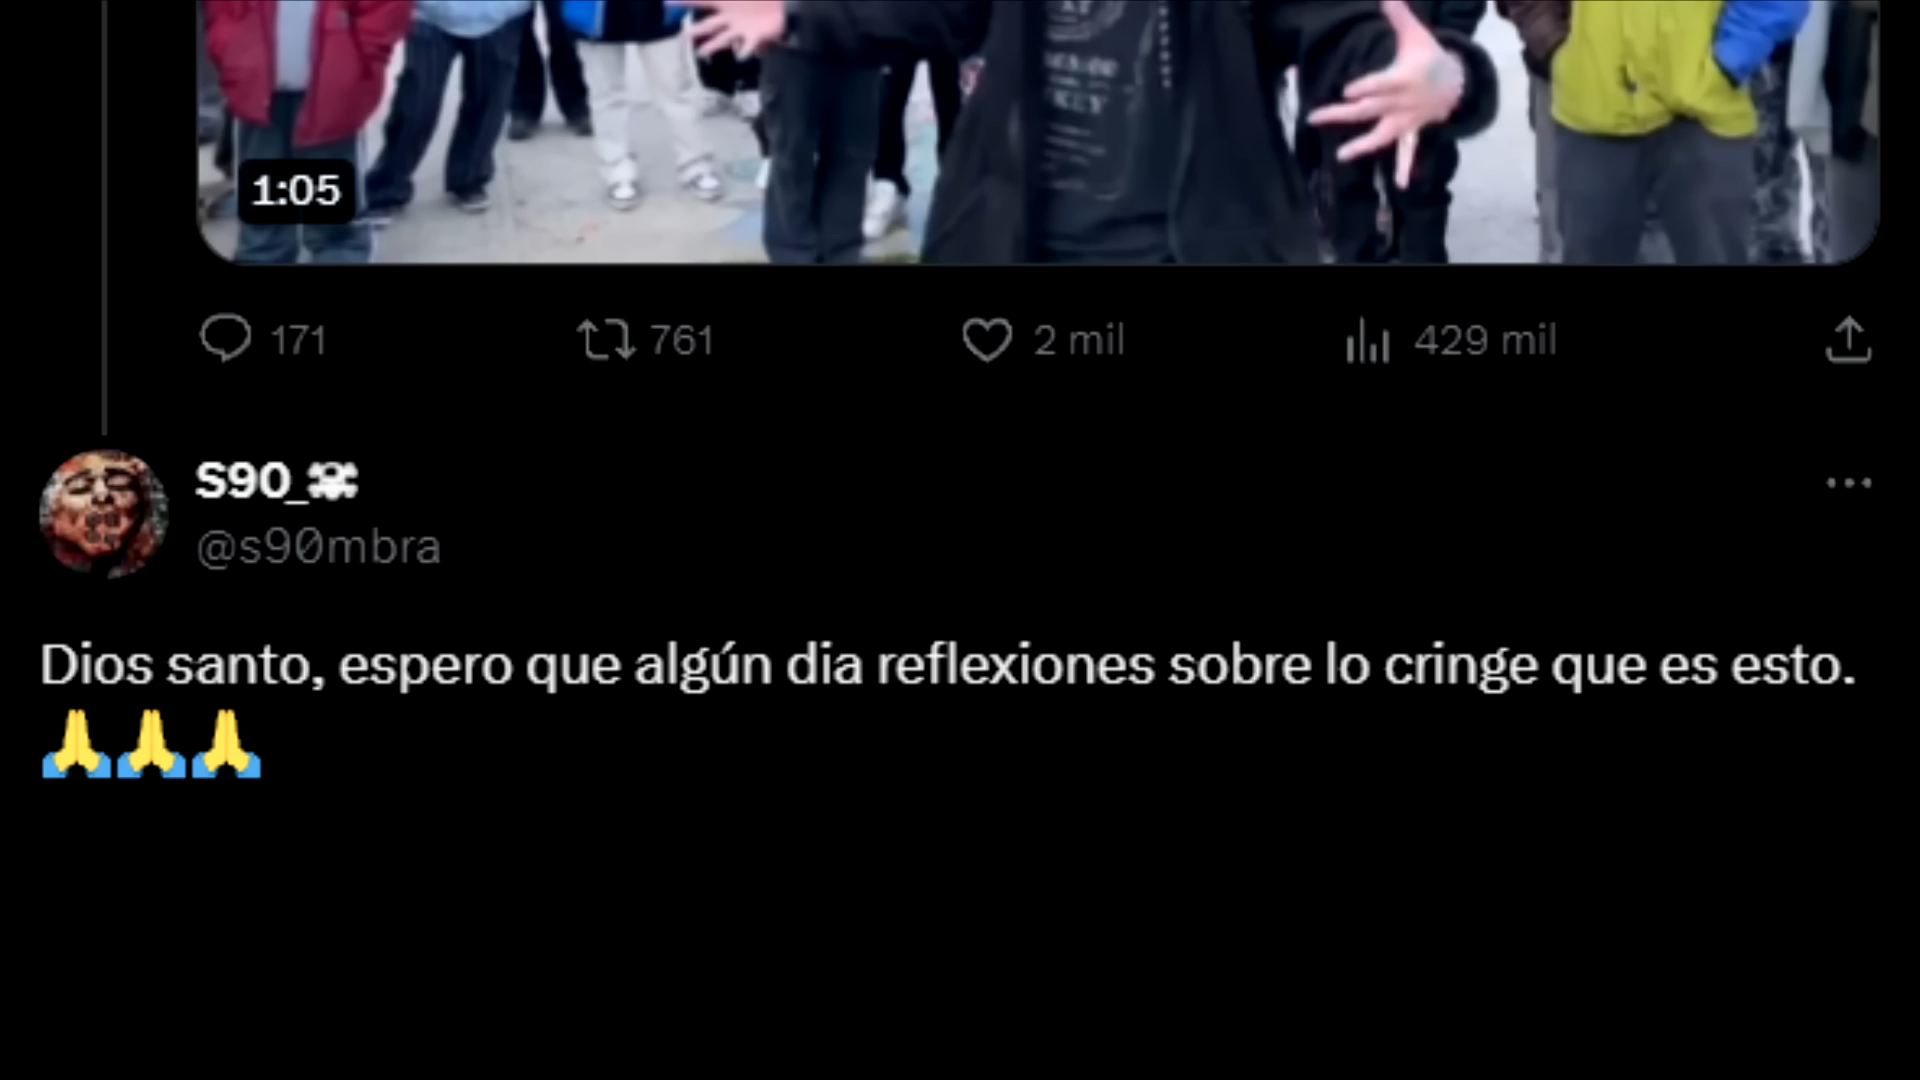 1:05
171 761 2 mil 429 mil
S90_
@s90mbra
Dios santo, espero que algún dia reflexiones sobre lo cringe que es esto.
🙏🙏🙏